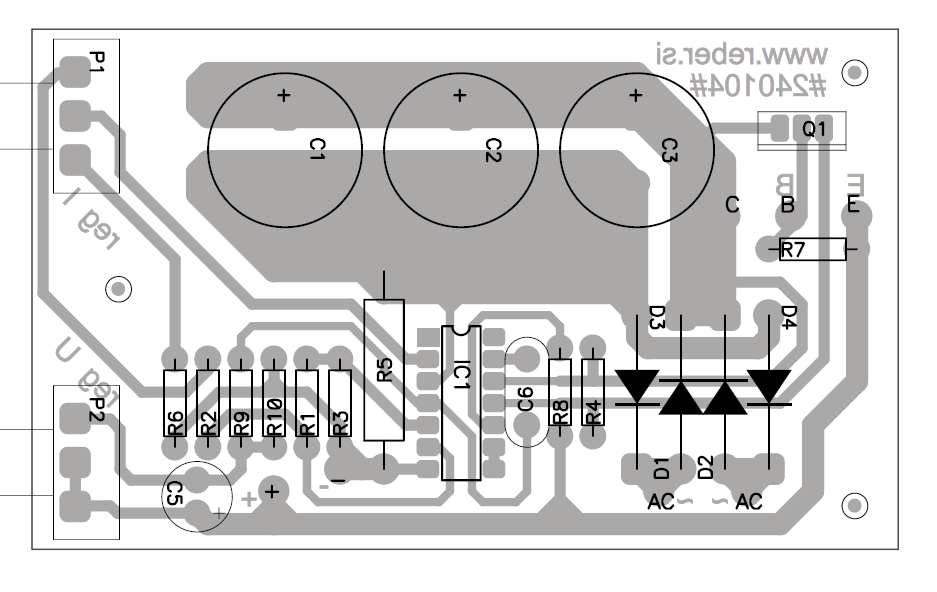 www.reber.si
#240104#
P1
C1
C2
C3
+
+
+
Q1
B
E
C
B
E
R7
reg I
D3
D4
U reg
R5
IC1
C6
R6
R2
R9
R10
R1
R3
R8
R4
P2
C5
+
+
+
-
-
D1
D2
AC
~
~
AC